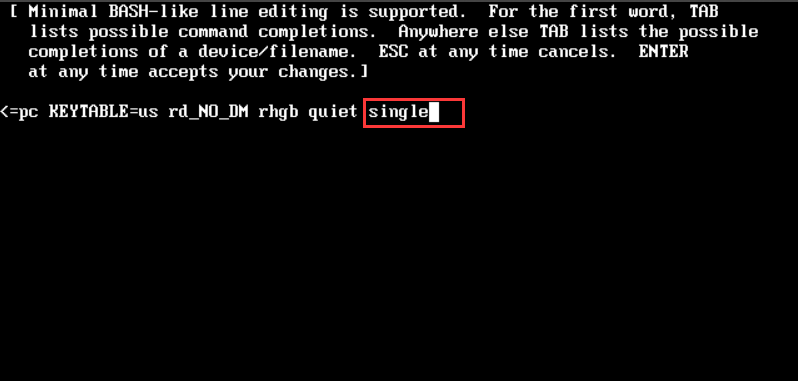 [ Minimal BASH-like line editing is supported.  For the first word, TAB
lists possible command completions.  Anywhere else TAB lists the possible
completions of a device/filename.  ESC at any time cancels.  ENTER
at any time accepts your changes.]
<=pc KEYTABLE=us rd_NO_DM rhgb quiet single